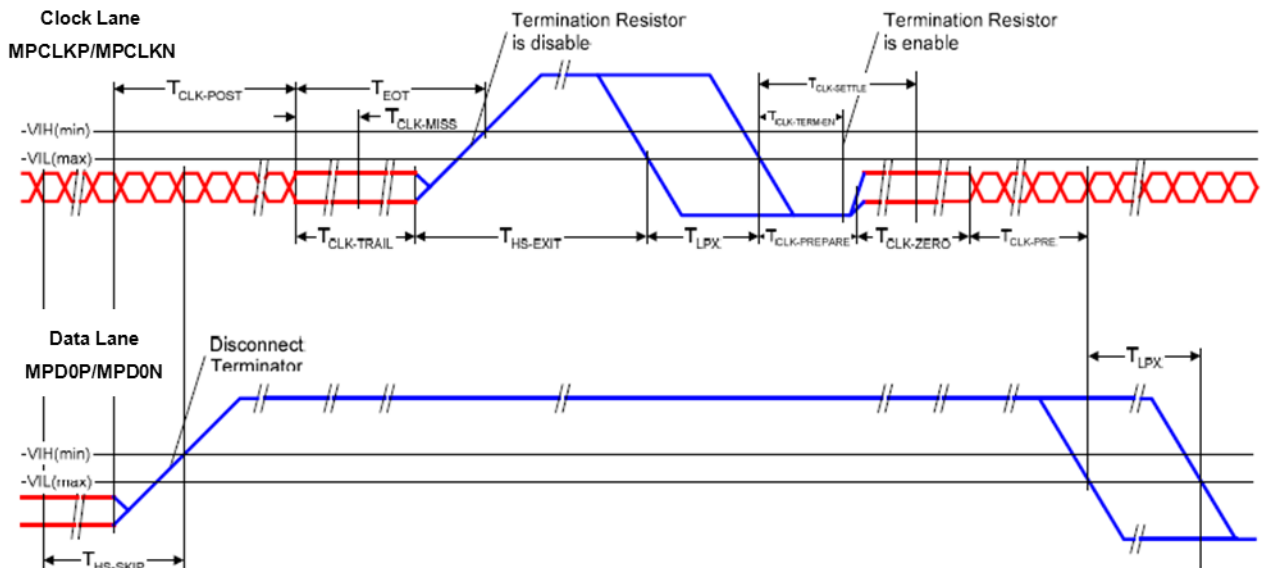 Clock Lane
MPCLKP/MPCLKN
Termination Resistor
is disable
Termination Resistor
is enable
TCLK-POST
TEOT
TCLK-SETTLE
TCLK-MISS
TCLK-TERM-EN
-VIH(min)
-VIL(max)
TCLK-TRAIL
THS-EXIT
TLPX
TCLK-PREPARE
TCLK-ZERO
TCLK-PRE
Data Lane
MPD0P/MPD0N
Disconnect
Terminator
TLPX
-VIH(min)
-VIL(max)
THS-SKIP